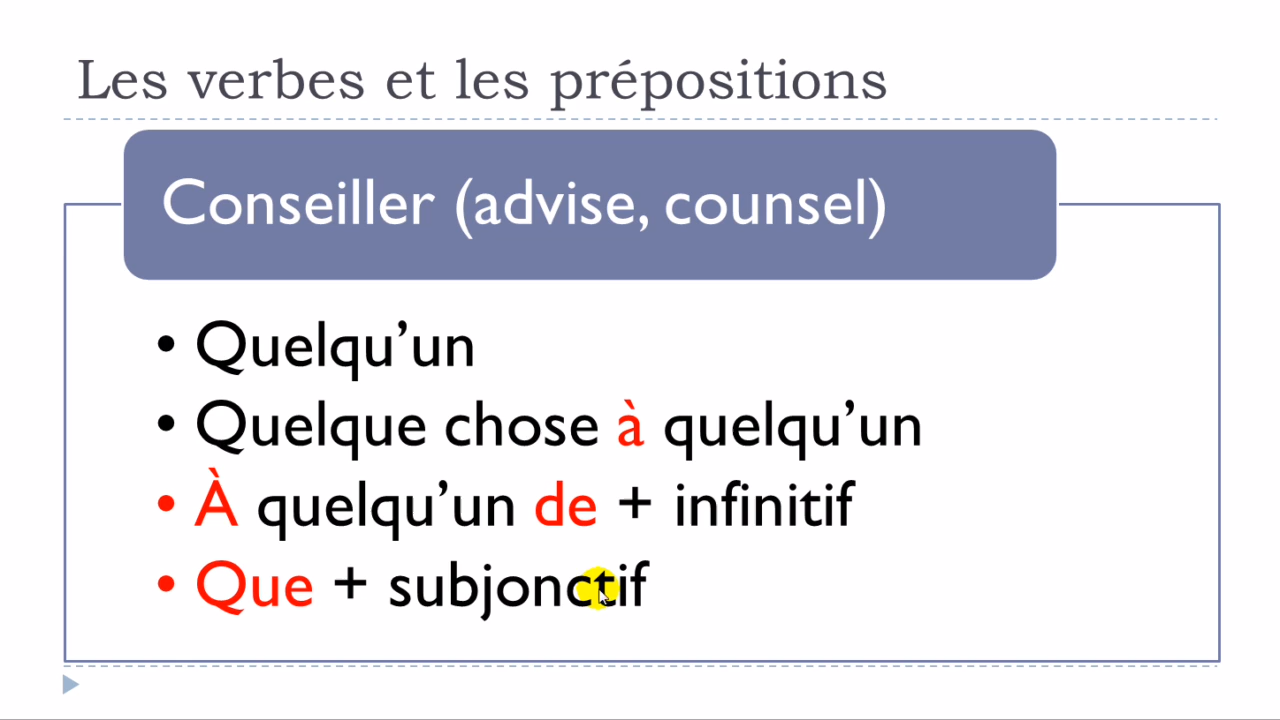 Les verbes et les prépositions
Conseiller (advise, counsel)
• Quelqu’un
• Quelque chose à quelqu’un
• À quelqu’un de + infinitif
• Que + subjonctif